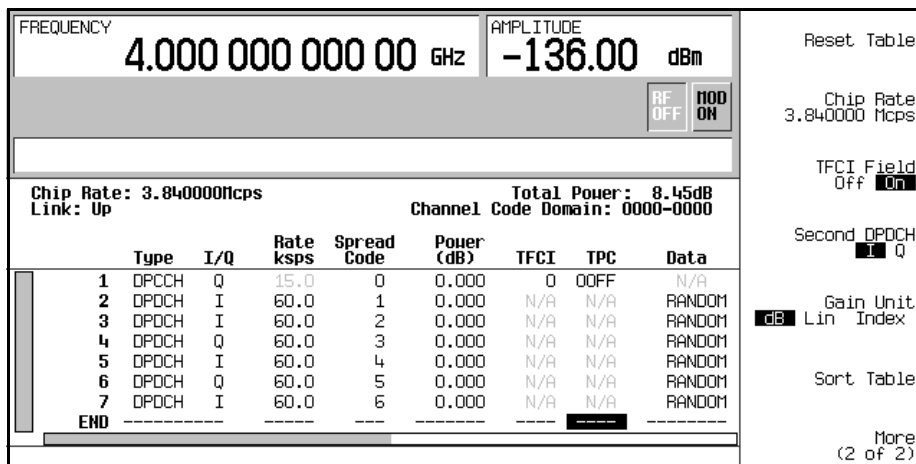 FREQUENCY
4.000 000 000 00 GHz
AMPLITUDE
-136.00 dBm
RF OFF
MOD ON
Chip Rate: 3.840000Mcps
Total Power: 8.45dB
Link: Up
Channel Code Domain: 0000-0000
Type I/Q Rate ksps Spread Code Power (dB) TFCI TPC Data
1 DPCCH Q 15.0 0 0.000 0 00FF N/A
2 DPDCH I 60.0 1 0.000 N/A N/A RANDOM
3 DPDCH I 60.0 2 0.000 N/A N/A RANDOM
4 DPDCH Q 60.0 3 0.000 N/A N/A RANDOM
5 DPDCH I 60.0 4 0.000 N/A N/A RANDOM
6 DPDCH Q 60.0 5 0.000 N/A N/A RANDOM
7 DPDCH I 60.0 6 0.000 N/A N/A RANDOM
END ---------- ----- --- ------- ---- ---- --------
Reset Table
Chip Rate
3.840000 Mcps
TFCI Field
Off On
Second DPDCH
I Q
Gain Unit
dB Lin Index
Sort Table
More
(2 of 2)